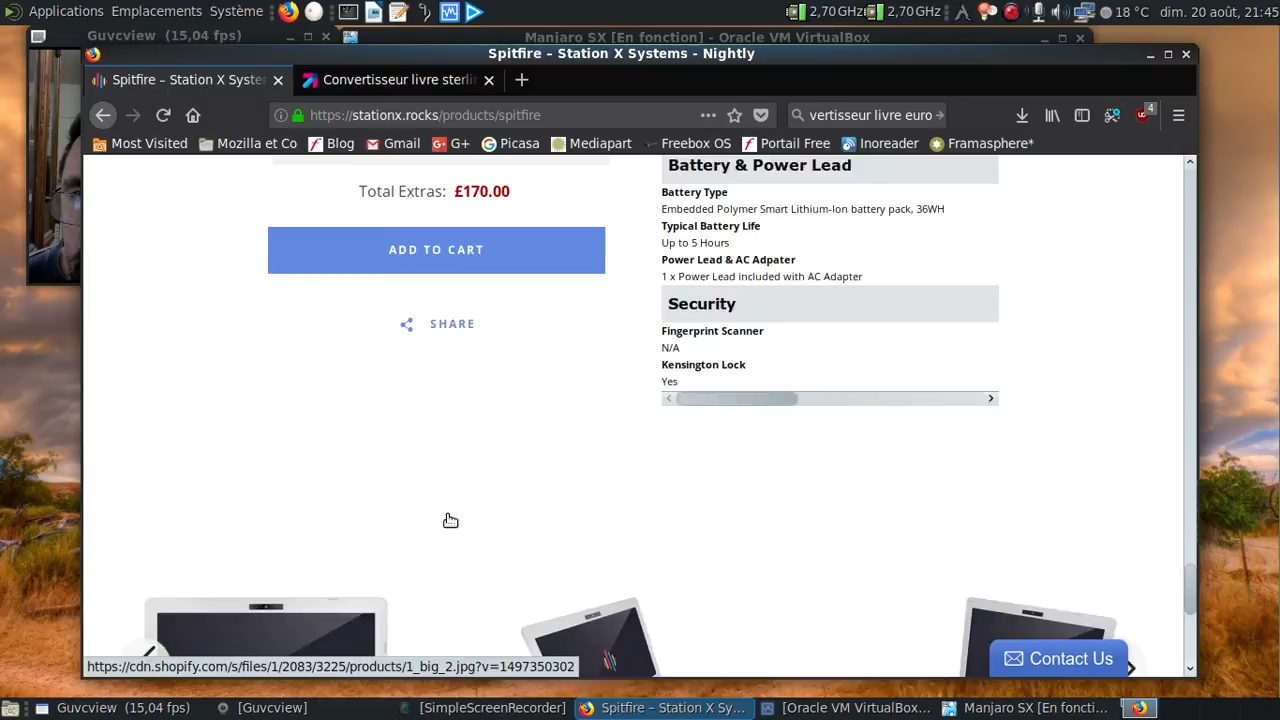 Applications Emplacements Système 2,70 GHz 2,70 GHz 18 °C dim. 20 août, 21:45
Guvcview (15,04 fps)
Manjaro SX [En fonction] - Oracle VM VirtualBox
Spitfire – Station X Systems - Nightly
Spitfire – Station X Syste
Convertisseur livre sterli
https://stationx.rocks/products/spitfire
vertisseur livre euro
4
Most Visited Mozilla et Co Blog Gmail G+ Picasa Mediapart Freebox OS Portail Free Inoreader Framasphere*
Total Extras: £170.00
ADD TO CART
SHARE
Battery & Power Lead
Battery Type
Embedded Polymer Smart Lithium-Ion battery pack, 36WH
Typical Battery Life
Up to 5 Hours
Power Lead & AC Adpater
1 x Power Lead included with AC Adapter
Security
Fingerprint Scanner
N/A
Kensington Lock
Yes
Contact Us
https://cdn.shopify.com/s/files/1/2083/3225/products/1_big_2.jpg?v=1497350302
Guvcview (15,04 fps) [Guvcview] [SimpleScreenRecorder] Spitfire – Station X Sy... [Oracle VM VirtualBox... Manjaro SX [En foncti...